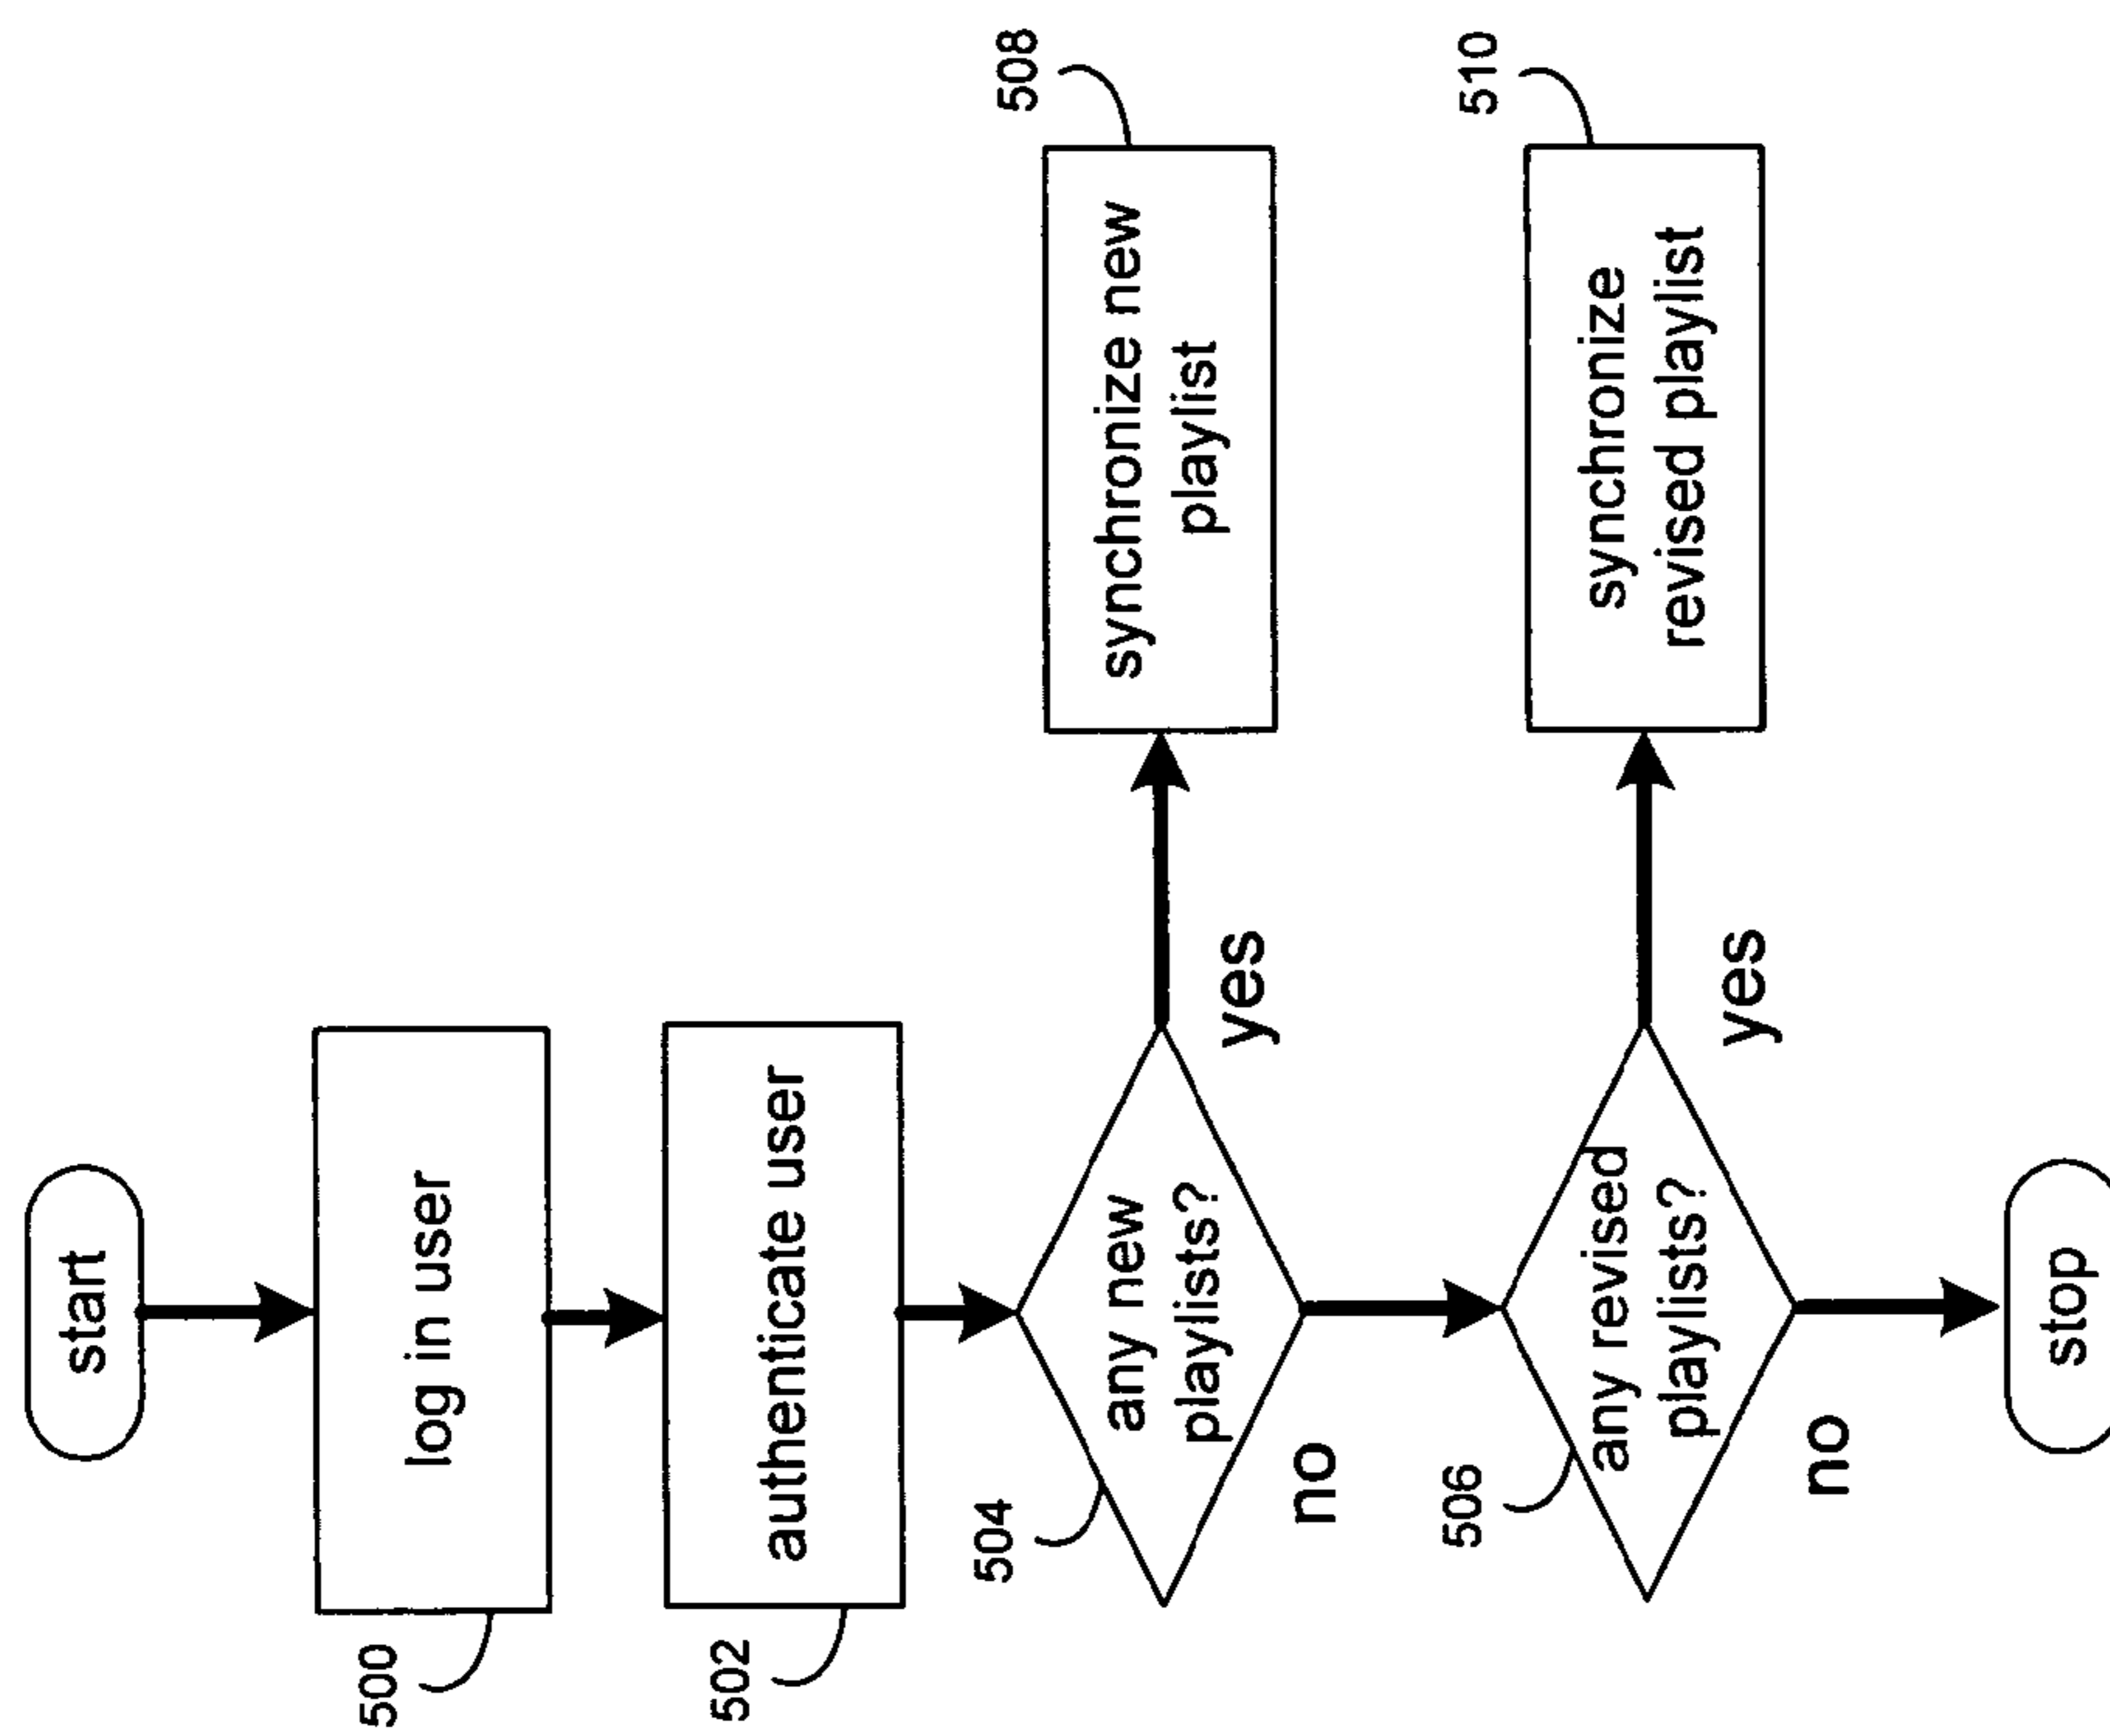 start
log in user
500
authenticate user
502
any new
playlists?
504
yes
synchronize new
playlist
508
no
any revised
playlists?
506
yes
synchronize
revised playlist
510
no
stop